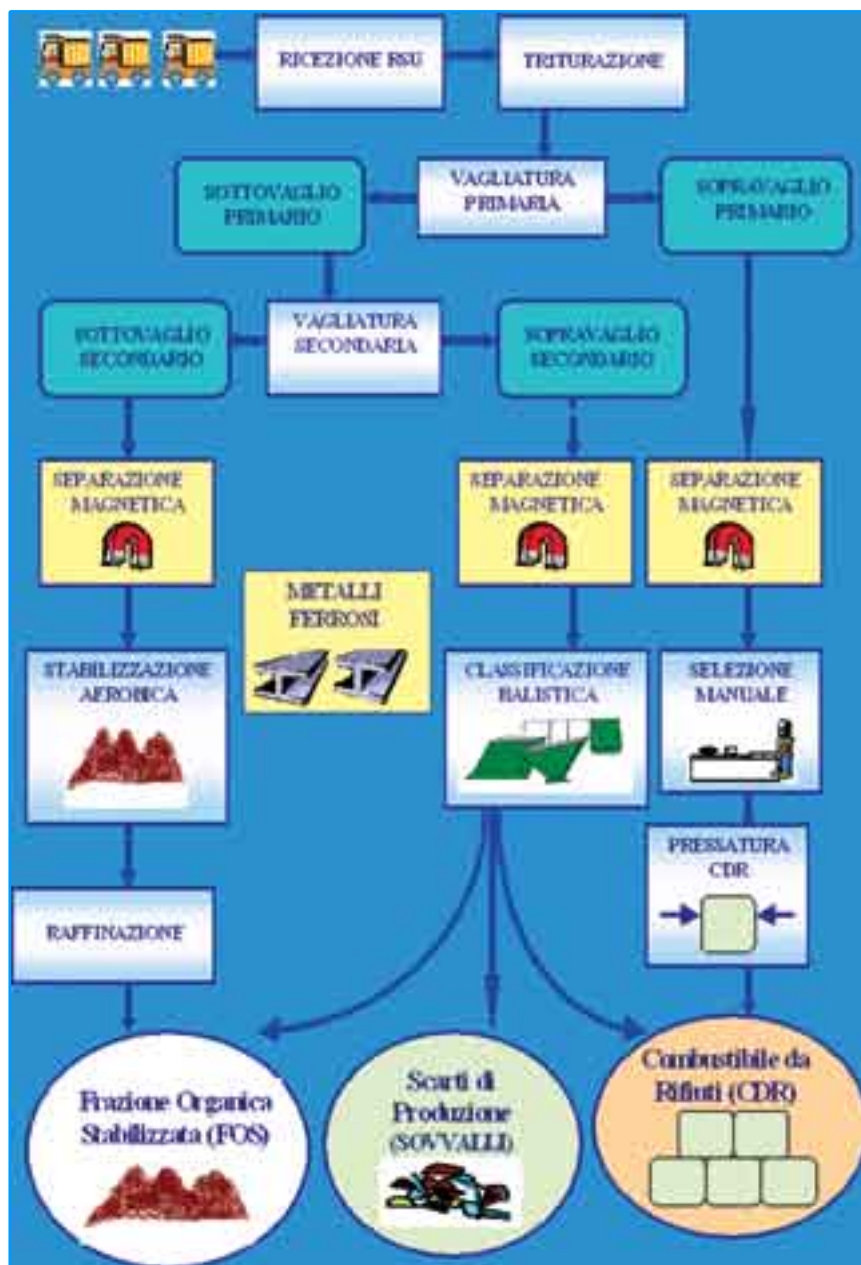 RICEZIONE RSU
TRITURAZIONE
VAGLIATURA
PRIMARIA
SOTTOVAGLIO
PRIMARIO
SOPRAVAGLIO
PRIMARIO
VAGLIATURA
SECONDARIA
SOTTOVAGLIO
SECONDARIO
SOPRAVAGLIO
SECONDARIO
SEPARAZIONE
MAGNETICA
SEPARAZIONE
MAGNETICA
SEPARAZIONE
MAGNETICA
METALLI
FERROSI
STABILIZZAZIONE
AEROBICA
CLASSIFICAZIONE
BALISTICA
SELEZIONE
MANUALE
PRESSATURA
CDR
RAFFINAZIONE
Frazione Organica
Stabilizzata (FOS)
Scarti di
Produzione
(SOVVALLI)
Combustibile da
Rifiuti (CDR)